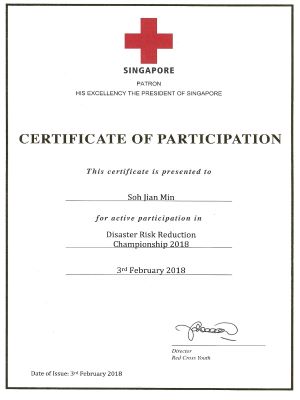 SINGAPORE
PATRON
HIS EXCELLENCY THE PRESIDENT OF SINGAPORE
CERTIFICATE OF PARTICIPATION
This certificate is presented to
Soh Jian Min
for active participation in
Disaster Risk Reduction
Championship 2018
3rd February 2018
Director
Red Cross Youth
Date of Issue: 3rd February 2018